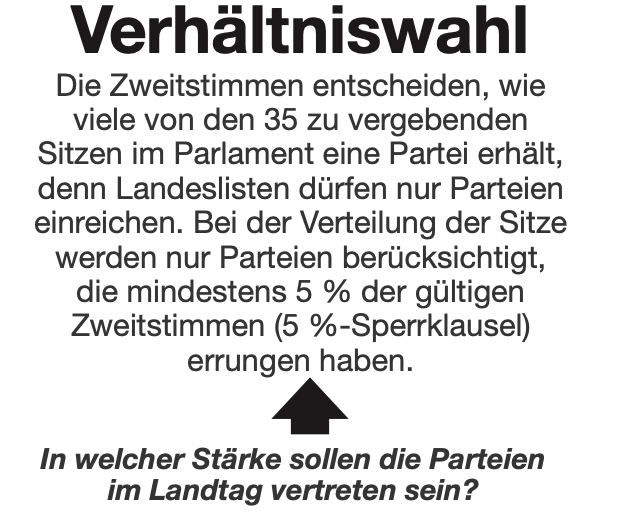 Verhältniswahl
Die Zweitstimmen entscheiden, wie
viele von den 35 zu vergebenden
Sitzen im Parlament eine Partei erhält,
denn Landeslisten dürfen nur Parteien
einreichen. Bei der Verteilung der Sitze
werden nur Parteien berücksichtigt,
die mindestens 5 % der gültigen
Zweitstimmen (5 %-Sperrklausel)
errungen haben.
In welcher Stärke sollen die Parteien
im Landtag vertreten sein?